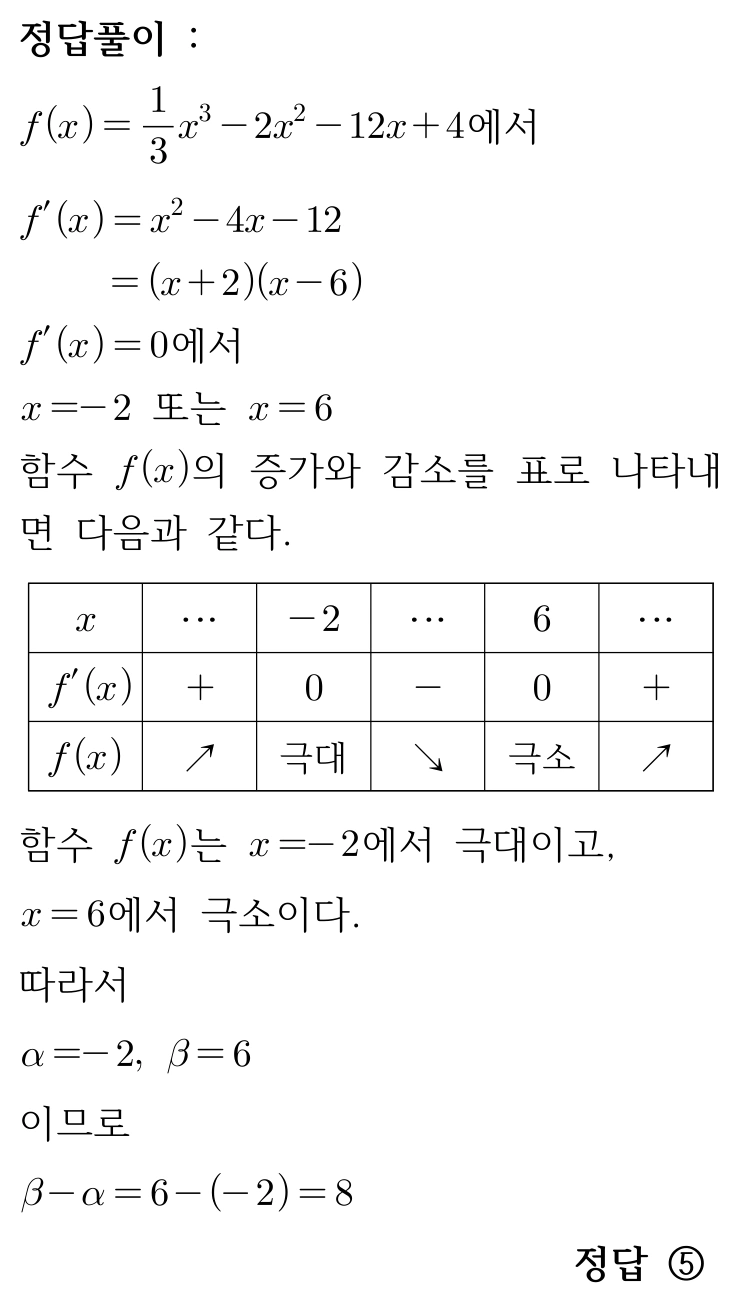 정답풀이 :
f(x) = 1/3 x³ − 2x² − 12x + 4에서
f′(x) = x² − 4x − 12
= (x+2)(x−6)
f′(x) = 0에서
x = −2 또는 x = 6
함수 f(x)의 증가와 감소를 표로 나타내
면 다음과 같다.
x ⋯ −2 ⋯ 6 ⋯
f′(x) + 0 − 0 +
f(x) ↗ 극대 ↘ 극소 ↗
함수 f(x)는 x = −2에서 극대이고,
x = 6에서 극소이다.
따라서
α = −2, β = 6
이므로
β − α = 6 − (−2) = 8
정답 ⑤